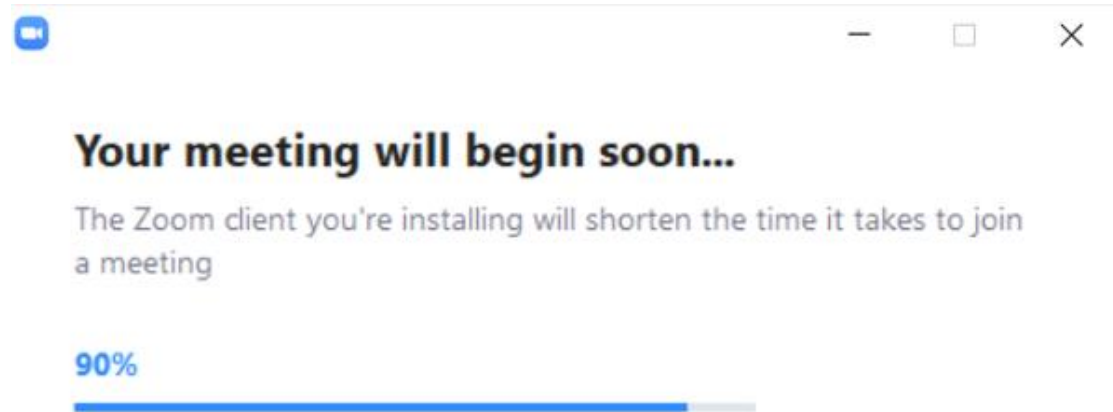 Your meeting will begin soon...
The Zoom client you're installing will shorten the time it takes to join
a meeting
90%